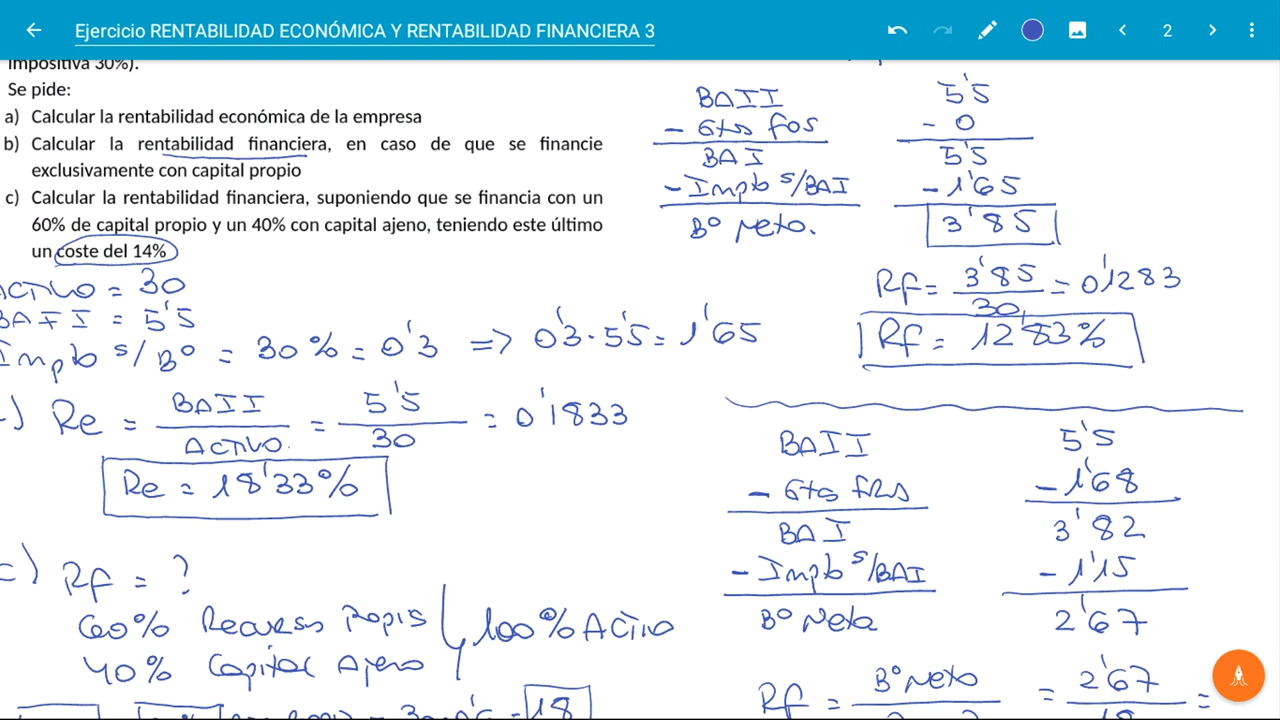 Ejercicio RENTABILIDAD ECONÓMICA Y RENTABILIDAD FINANCIERA 3
2
impositiva 30%).
Se pide:
a) Calcular la rentabilidad económica de la empresa
b) Calcular la rentabilidad financiera, en caso de que se financie
exclusivamente con capital propio
c) Calcular la rentabilidad financiera, suponiendo que se financia con un
60% de capital propio y un 40% con capital ajeno, teniendo este último
un coste del 14%
ACTIVO = 30
BAII = 5'5
Impto s/Bº = 30% = 0'3 => 0'3·5'5 = 1'65
Re = BAII / ACTIVO = 5'5 / 30 = 0'1833
Re = 18'33%
c) Rf = ?
60% Recursos Propis
40% Capital Ajeno
100% Activo
18
BAII 5'5
- Gtos fos - 0
BAI 5'5
- Impto s/BAI - 1'65
Bº Neto. 3'85
Rf = 3'85 / 30 = 0'1283
Rf = 12'83%
BAII 5'5
- Gtos fros - 1'68
BAI 3'82
- Impto s/BAI - 1'15
Bº Neto 2'67
Rf = Bº Neto = 2'67 / 18 =